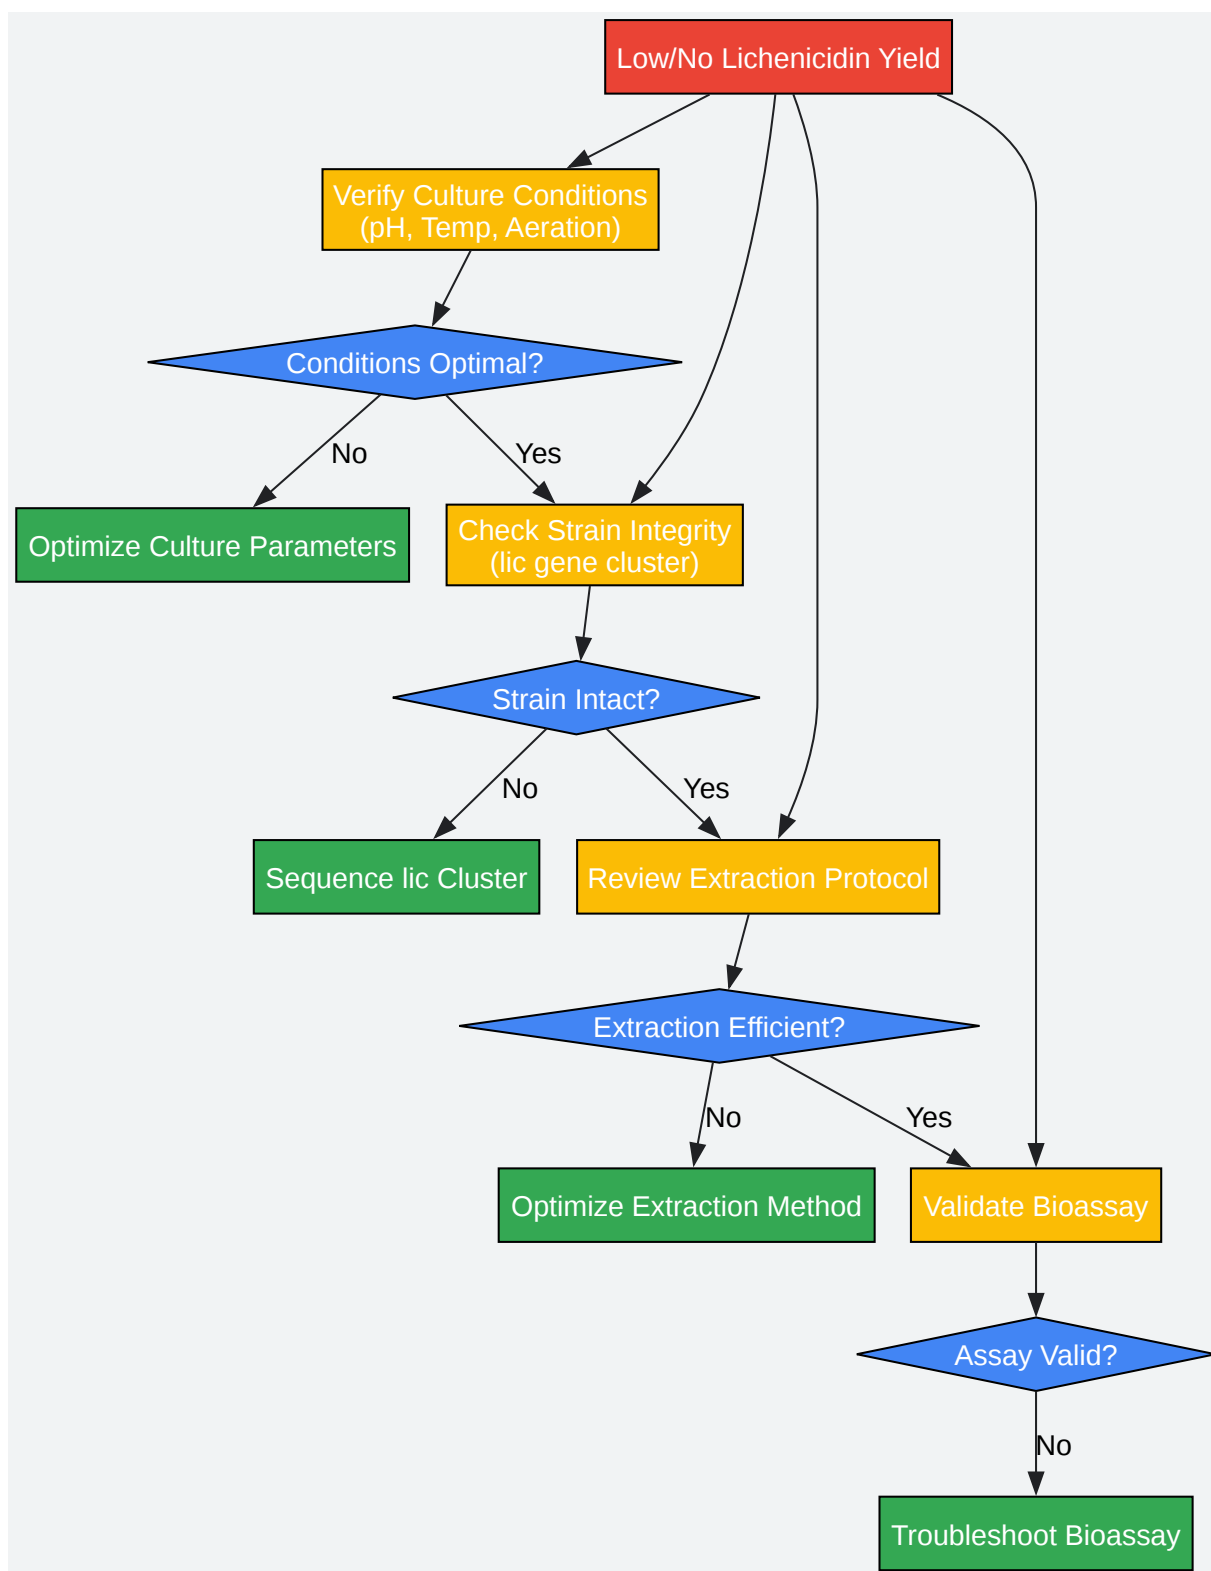 Low/No Lichenicidin Yield
Verify Culture Conditions
(pH, Temp, Aeration)
Conditions Optimal?
No
Yes
Optimize Culture Parameters
Check Strain Integrity
(lic gene cluster)
Strain Intact?
No
Yes
Sequence lic Cluster
Review Extraction Protocol
Extraction Efficient?
No
Yes
Optimize Extraction Method
Validate Bioassay
Assay Valid?
No
Troubleshoot Bioassay